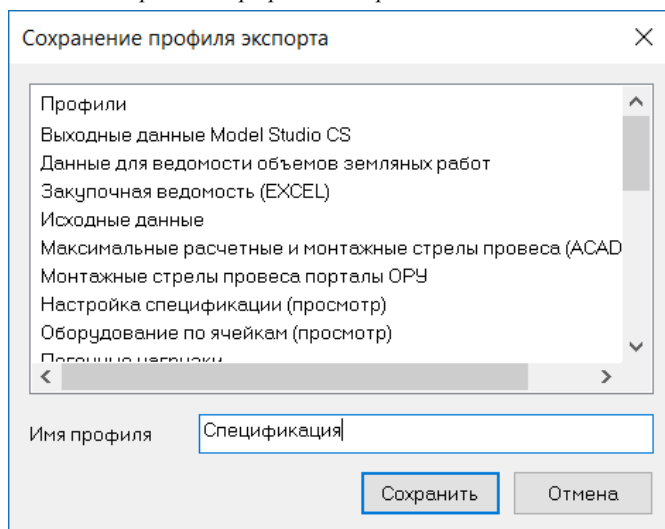 Сохранение профиля экспорта
Профили
Выходные данные Model Studio CS
Данные для ведомости объемов земляных работ
Закупочная ведомость (EXCEL)
Исходные данные
Максимальные расчетные и монтажные стрелы провеса (ACAD
Монтажные стрелы провеса порталы ОРУ
Настройка спецификации (просмотр)
Оборудование по ячейкам (просмотр)
Погонные нагрузки
Имя профиля
Спецификация
Сохранить Отмена